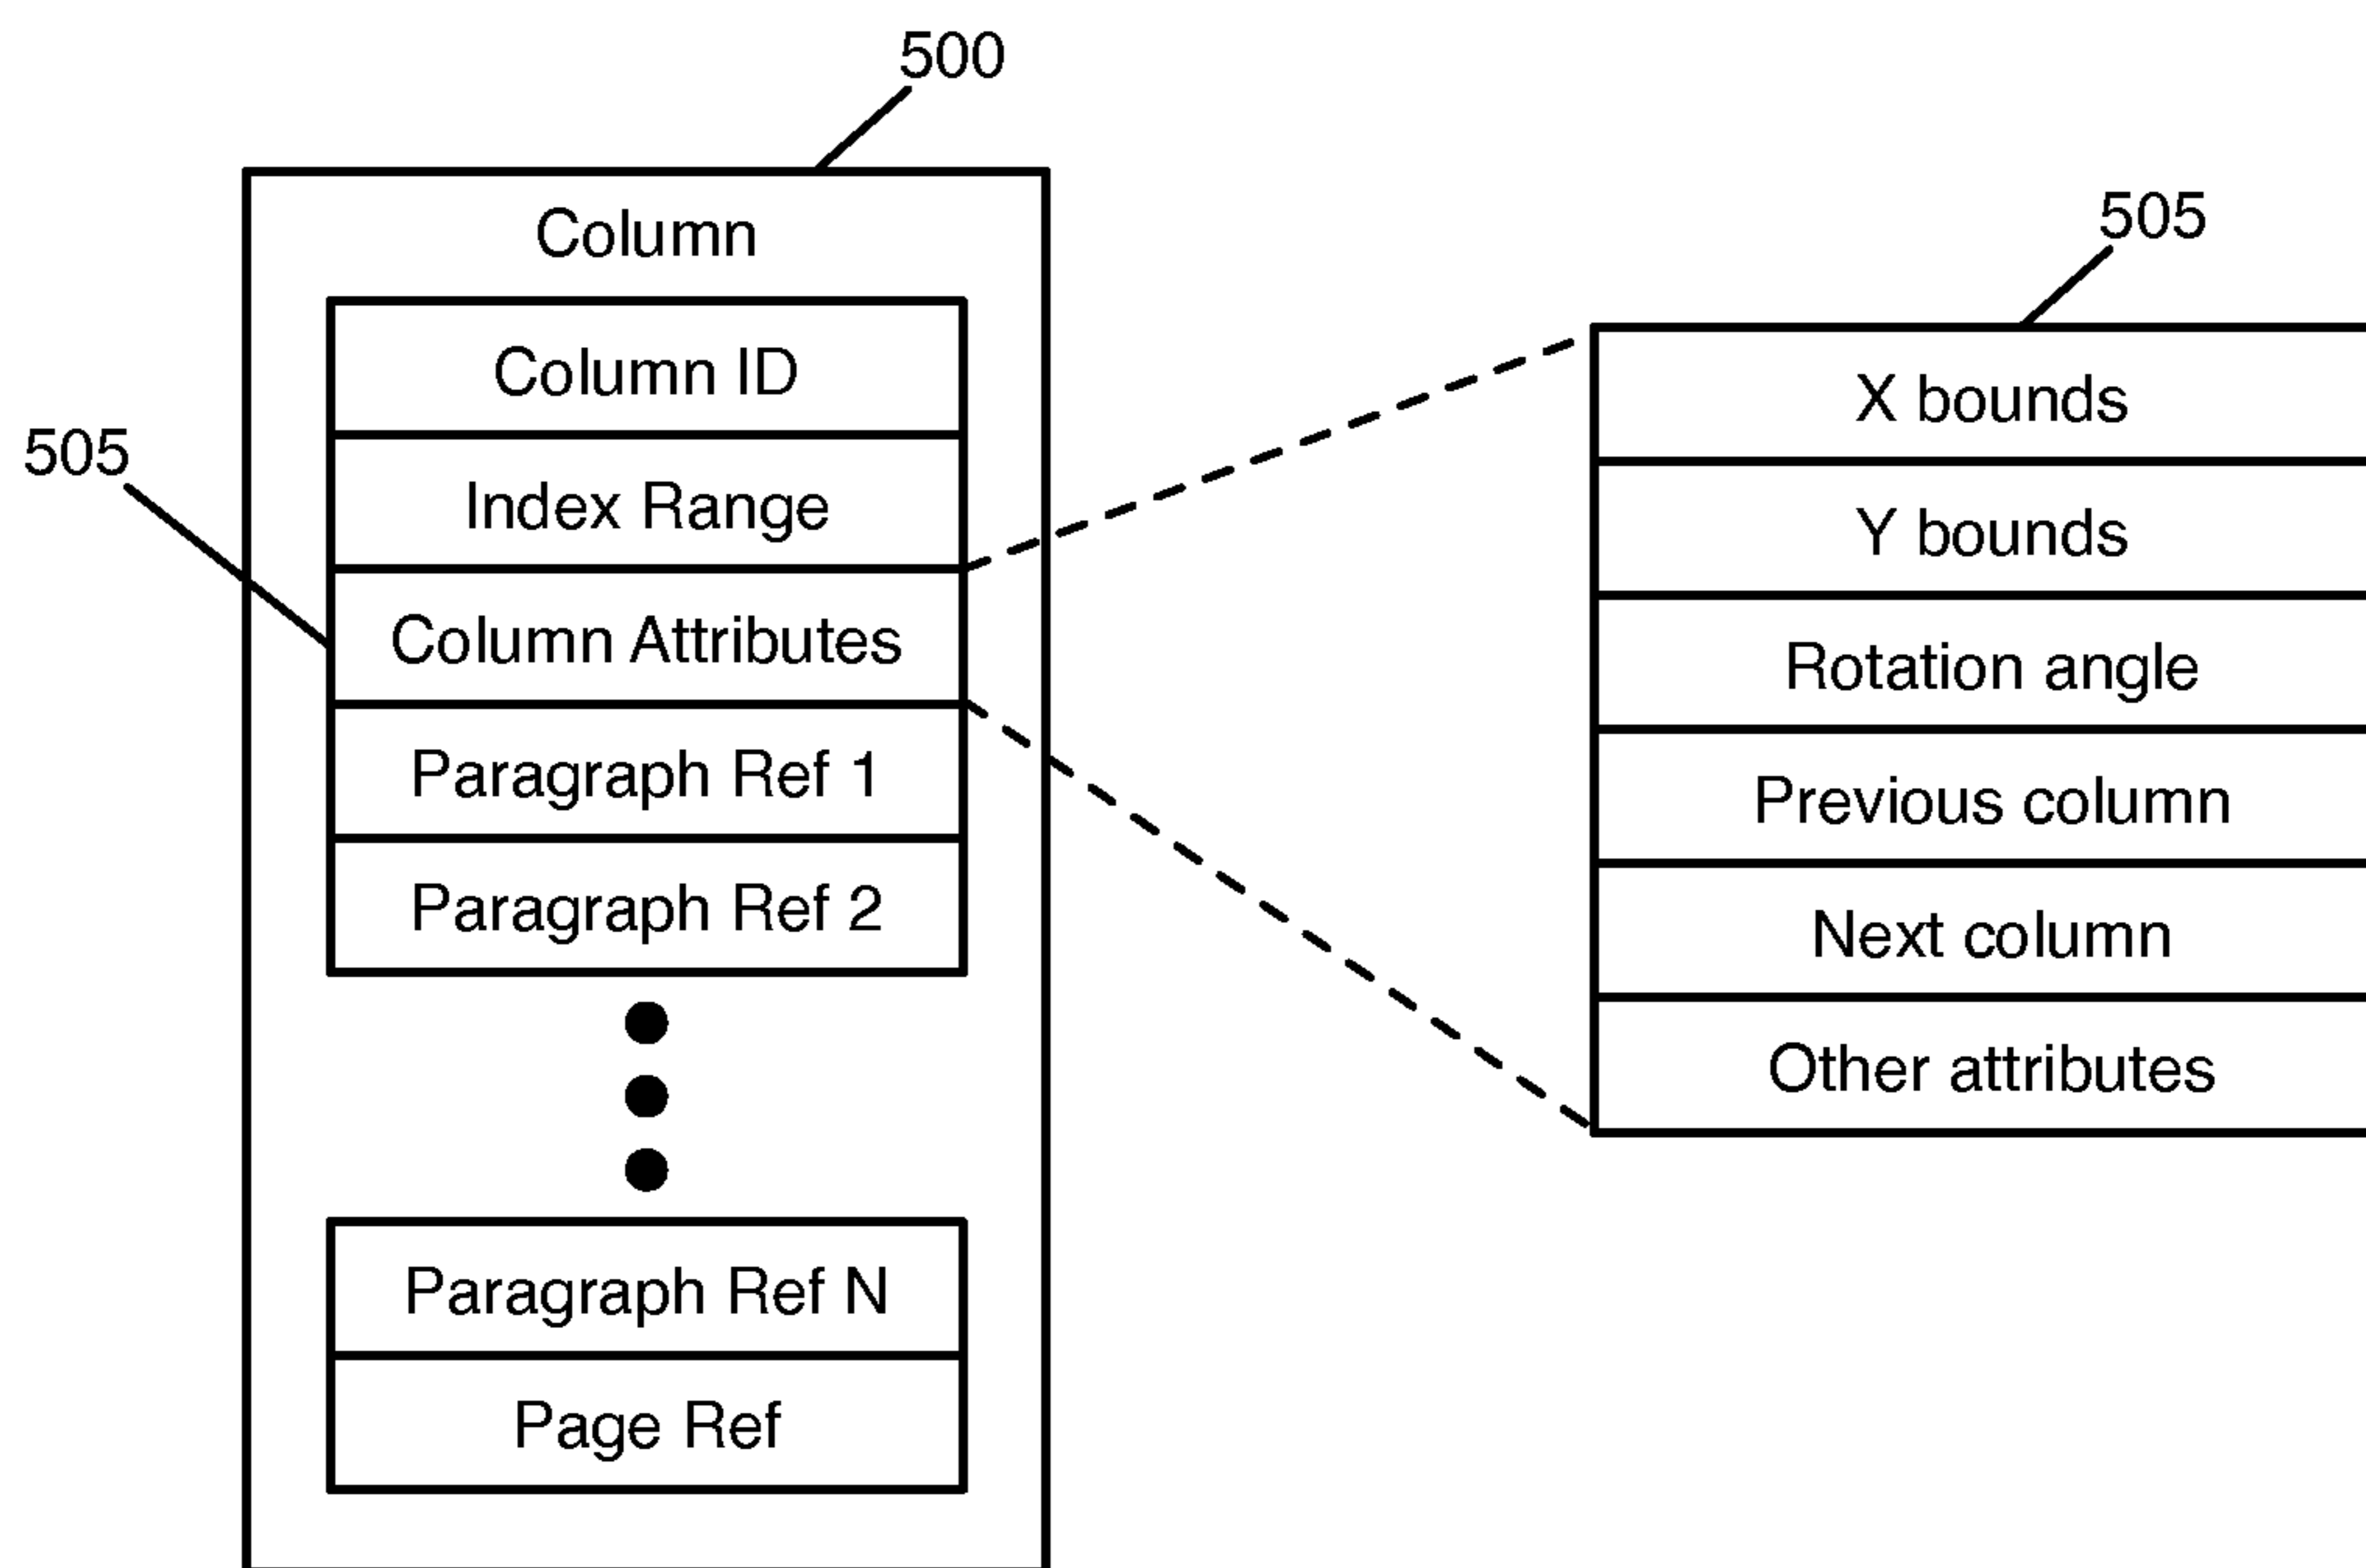 500
Column
Column ID
505
Index Range
Column Attributes
Paragraph Ref 1
Paragraph Ref 2
Paragraph Ref N
Page Ref
505
X bounds
Y bounds
Rotation angle
Previous column
Next column
Other attributes